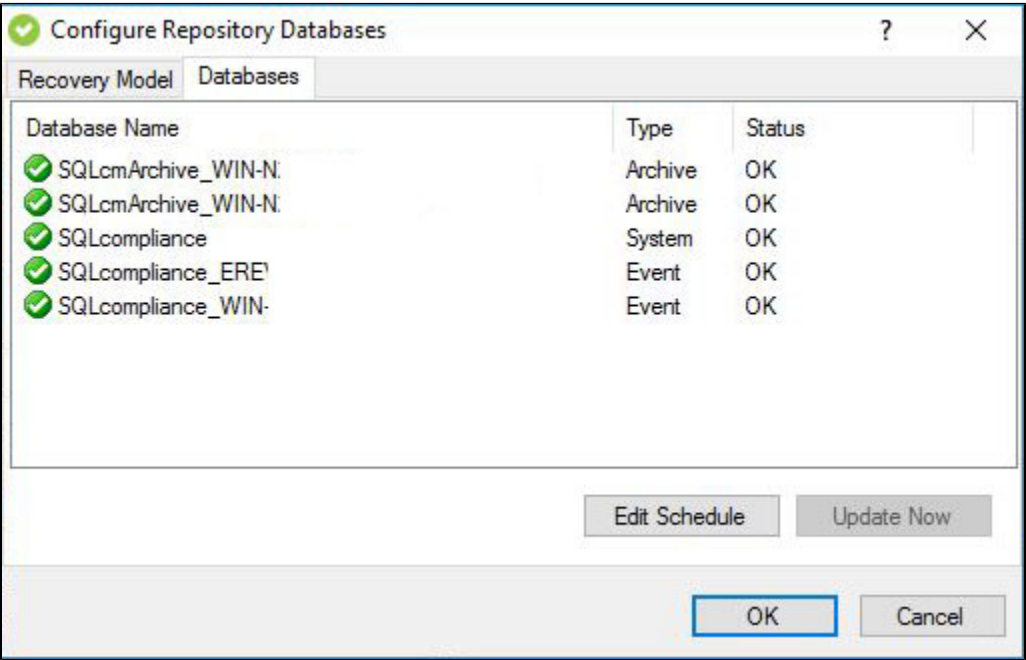 Configure Repository Databases ?
Recovery Model Databases
Database Name Type Status
SQLcmArchive_WIN-N: Archive OK
SQLcmArchive_WIN-N: Archive OK
SQLcompliance System OK
SQLcompliance_EREV Event OK
SQLcompliance_WIN- Event OK
Edit Schedule Update Now
OK Cancel